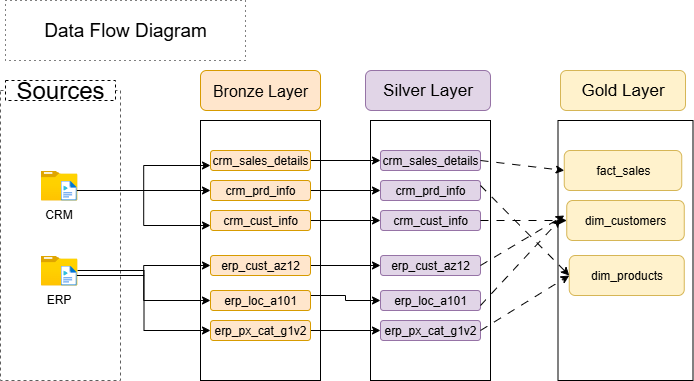 Data Flow Diagram
Sources
Bronze Layer
Silver Layer
Gold Layer
CRM
ERP
crm_sales_details
crm_prd_info
crm_cust_info
erp_cust_az12
erp_loc_a101
erp_px_cat_g1v2
crm_sales_details
crm_prd_info
crm_cust_info
erp_cust_az12
erp_loc_a101
erp_px_cat_g1v2
fact_sales
dim_customers
dim_products